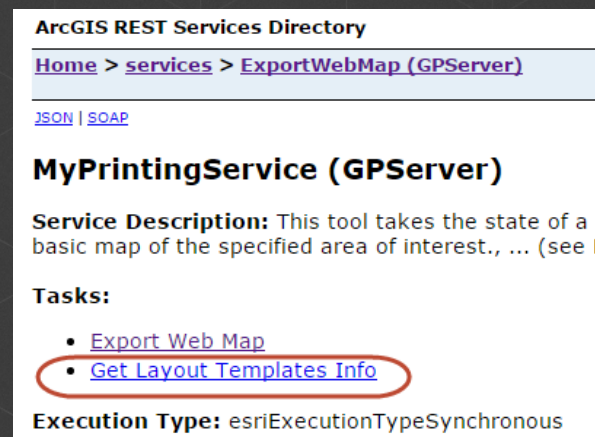 ArcGIS REST Services Directory
Home > services > ExportWebMap (GPServer)
JSON | SOAP
MyPrintingService (GPServer)
Service Description: This tool takes the state of a
basic map of the specified area of interest., ... (see
Tasks:
• Export Web Map
• Get Layout Templates Info
Execution Type: esriExecutionTypeSynchronous